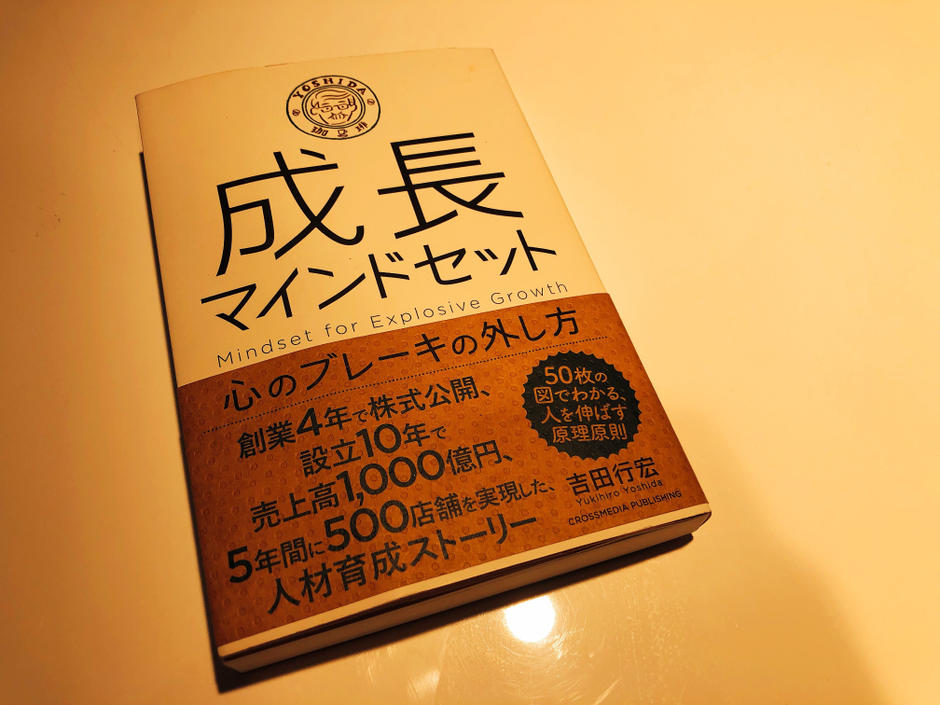 YOSHIDA
珈琲
成長
マインドセット
Mindset for Explosive Growth
心のブレーキの外し方
創業4年で株式公開、
設立10年で
売上高1,000億円、
5年間に500店舗を実現した、
人材育成ストーリー
50枚の
図でわかる、
人を伸ばす
原理原則
吉田行宏
Yukihiro Yoshida
CROSSMEDIA PUBLISHING